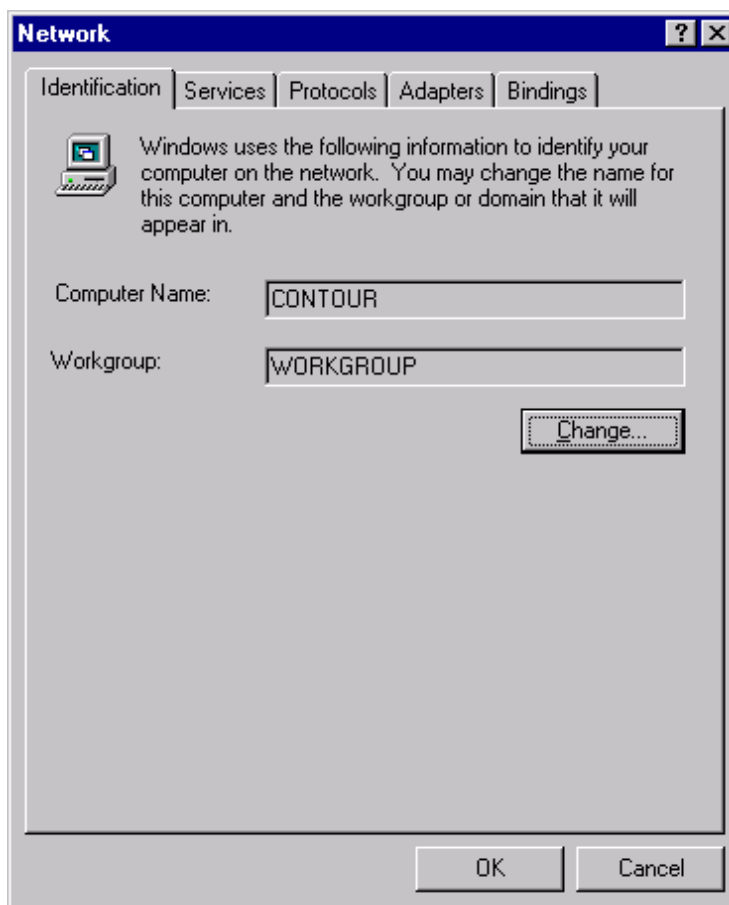 Network
Identification Services Protocols Adapters Bindings
Windows uses the following information to identify your
computer on the network. You may change the name for
this computer and the workgroup or domain that it will
appear in.
Computer Name: CONTOUR
Workgroup: WORKGROUP
Change...
OK Cancel